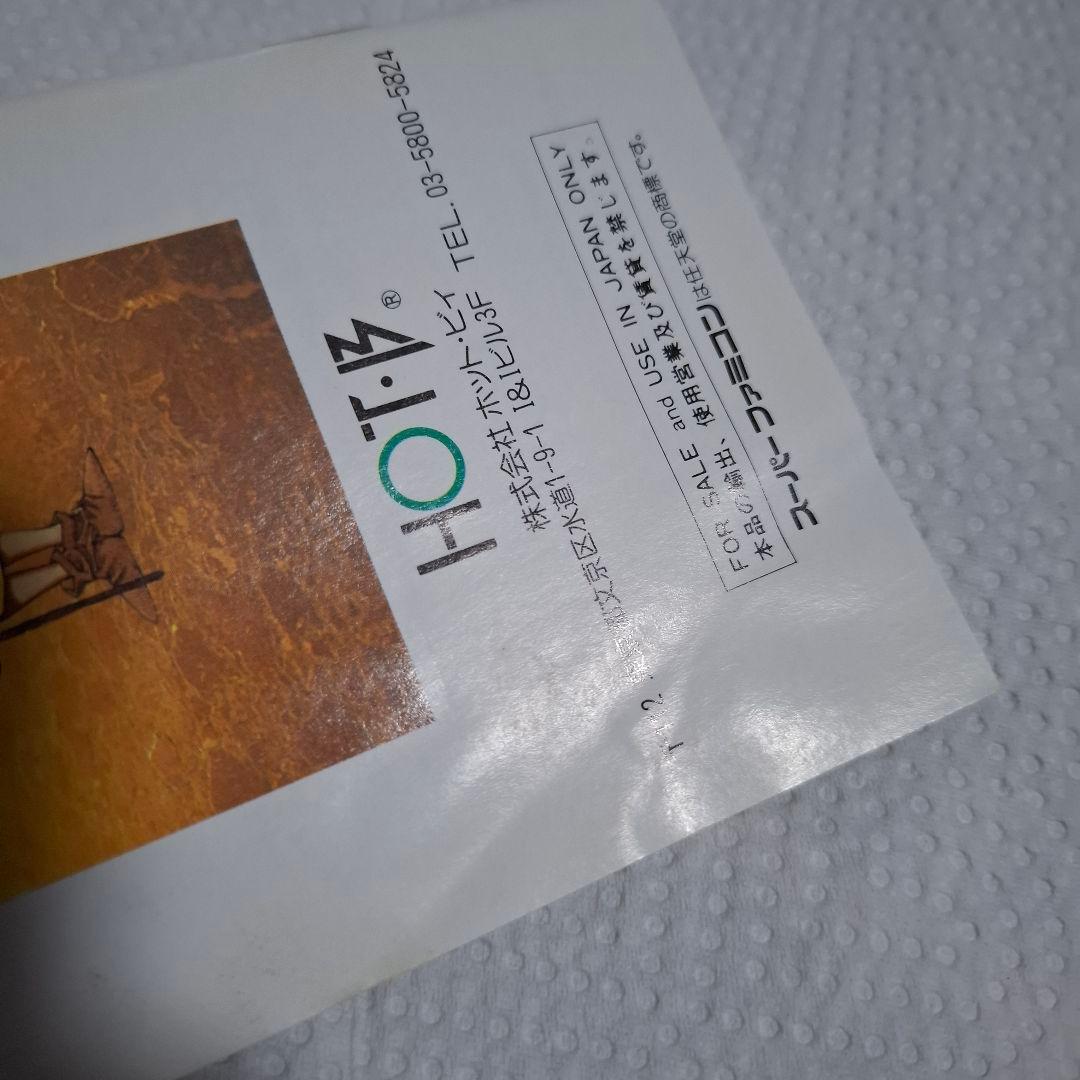 HOT・B®
株式会社 ホット・ビィ
文京区水道1-9-1 I&Iビル3F TEL. 03-5800-5824
FOR SALE and USE IN JAPAN ONLY
本品の輸出、使用営業及び賃貸を禁じます。
スーパーファミコンは任天堂の商標です。